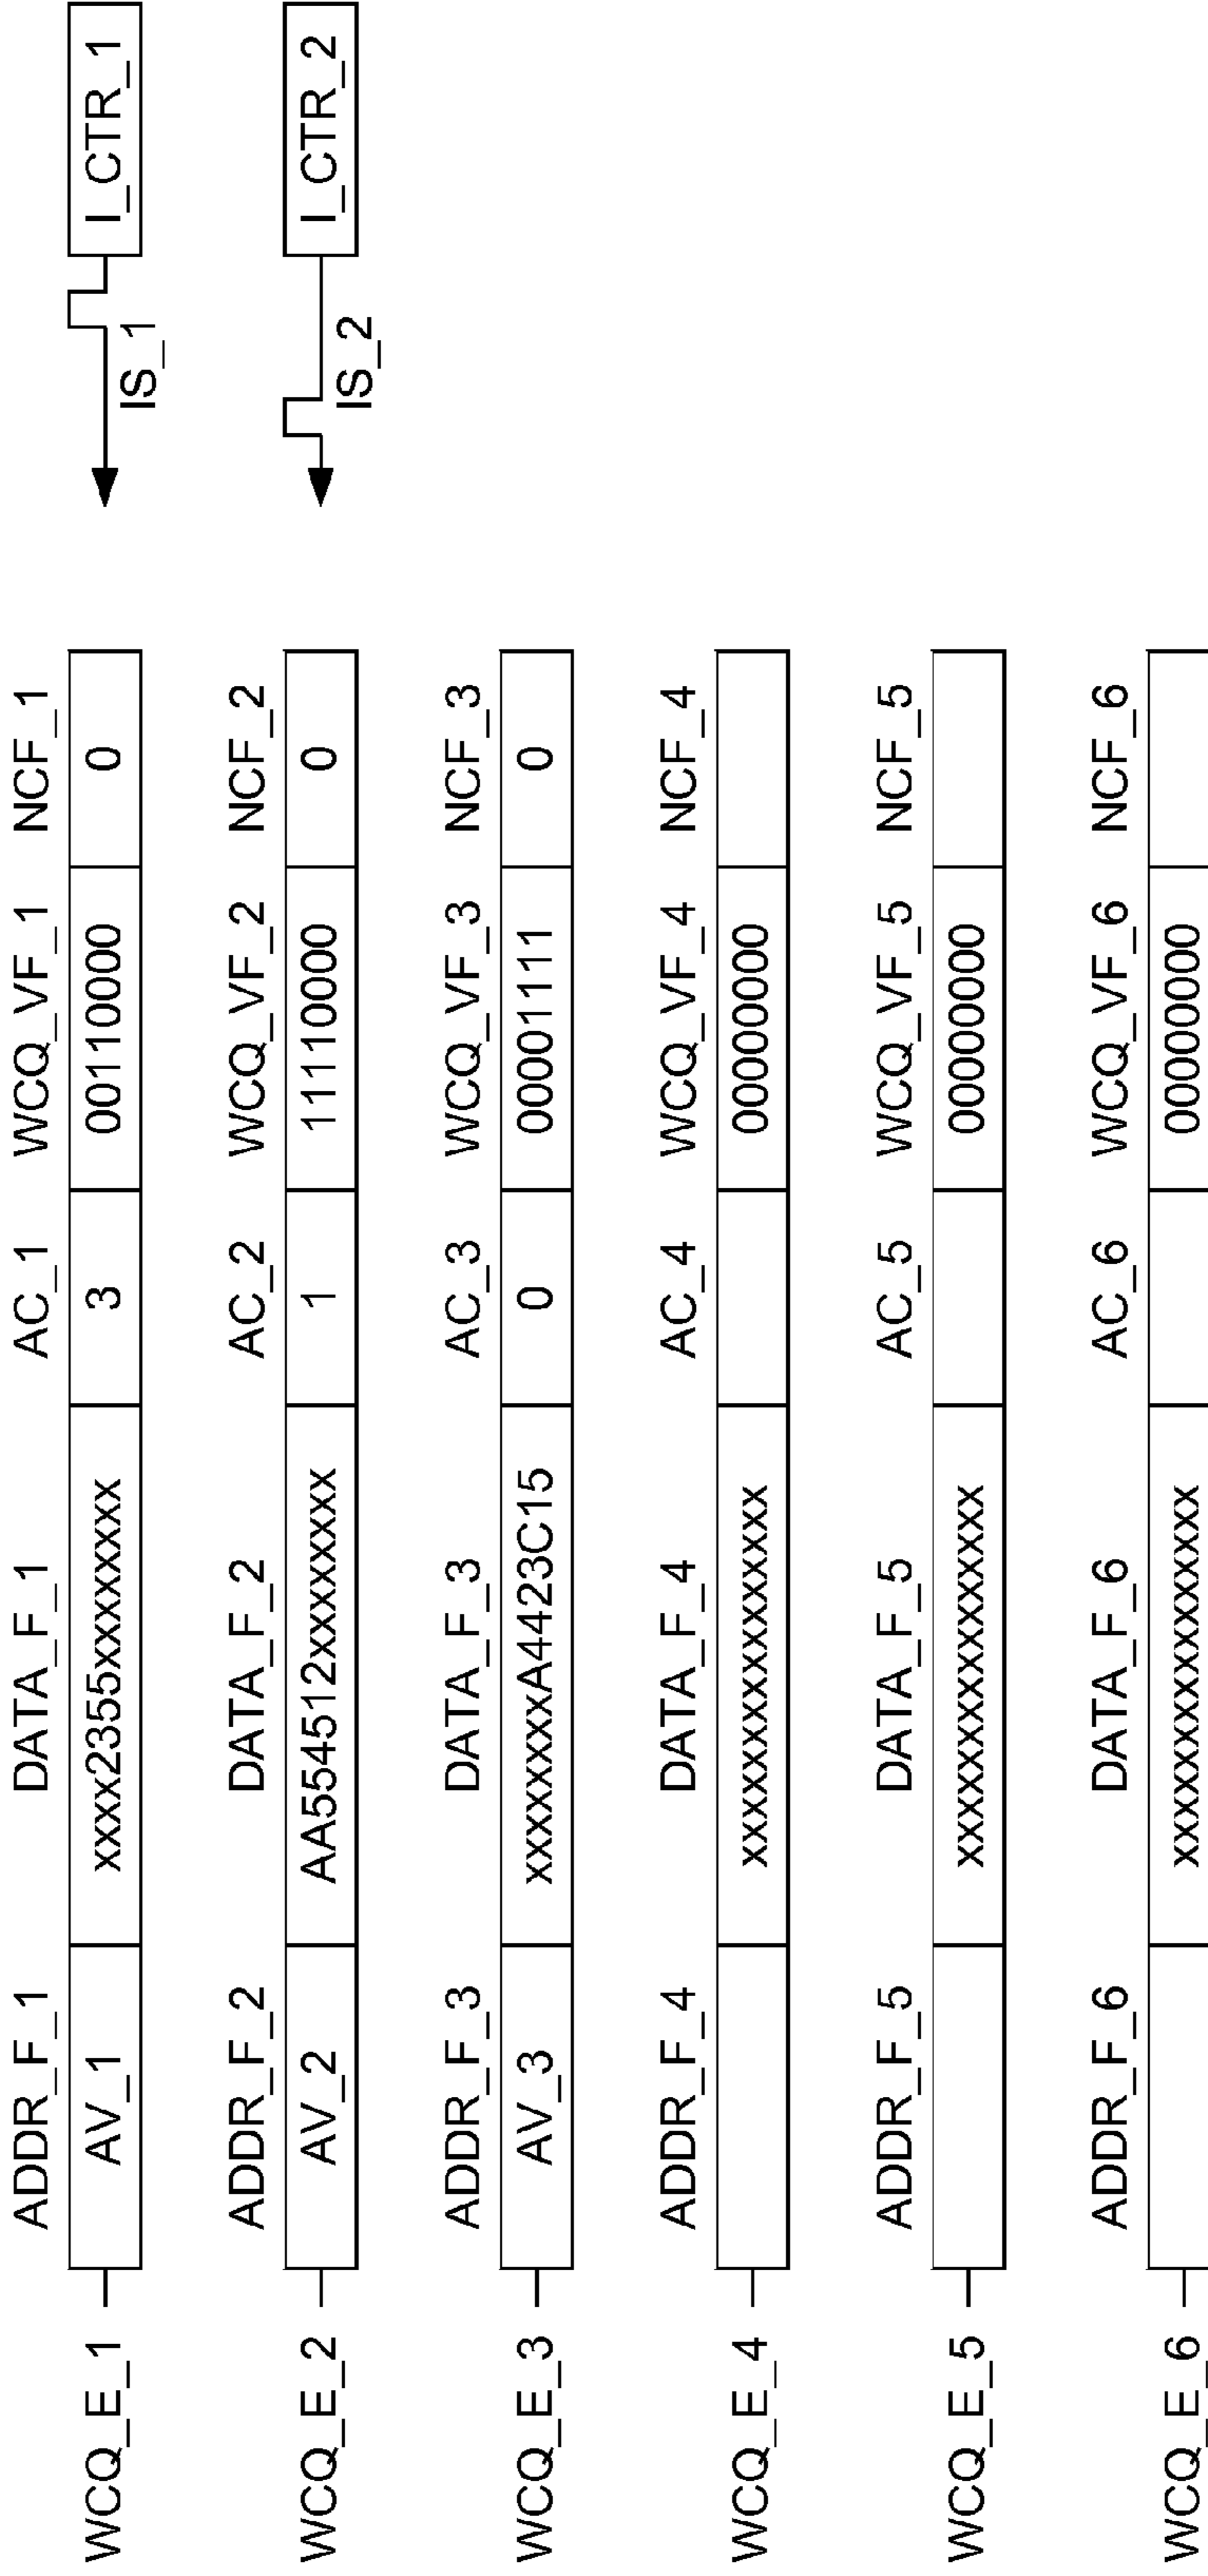 ADDR_F_1 DATA_F_1 AC_1 WCQ_VF_1 NCF_1
WCQ_E_1 AV_1 xxxx2355xxxxxxxx 3 00110000 0 I_CTR_1
IS_1
ADDR_F_2 DATA_F_2 AC_2 WCQ_VF_2 NCF_2
WCQ_E_2 AV_2 AA554512xxxxxxxx 1 11110000 0 I_CTR_2
IS_2
ADDR_F_3 DATA_F_3 AC_3 WCQ_VF_3 NCF_3
WCQ_E_3 AV_3 xxxxxxxxA4423C15 0 00001111 0
ADDR_F_4 DATA_F_4 AC_4 WCQ_VF_4 NCF_4
WCQ_E_4 xxxxxxxxxxxxxxxx 00000000
ADDR_F_5 DATA_F_5 AC_5 WCQ_VF_5 NCF_5
WCQ_E_5 xxxxxxxxxxxxxxxx 00000000
ADDR_F_6 DATA_F_6 AC_6 WCQ_VF_6 NCF_6
WCQ_E_6 xxxxxxxxxxxxxxxx 00000000